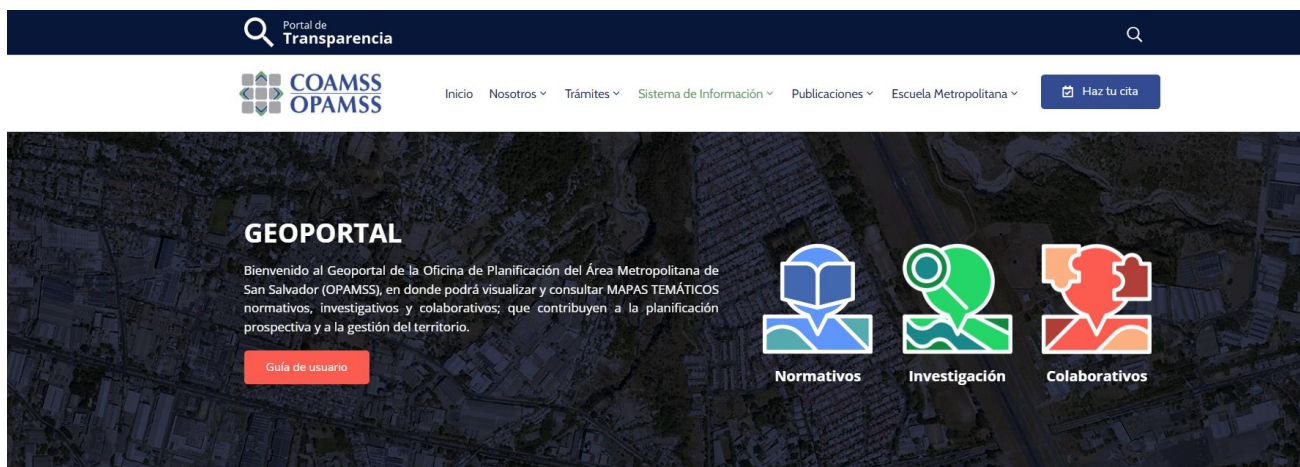 Portal de
Transparencia
COAMSS
OPAMSS
Inicio Nosotros Trámites Sistema de Información Publicaciones Escuela Metropolitana Haz tu cita
GEOPORTAL
Bienvenido al Geoportal de la Oficina de Planificación del Área Metropolitana de
San Salvador (OPAMSS), en donde podrá visualizar y consultar MAPAS TEMÁTICOS
normativos, investigativos y colaborativos; que contribuyen a la planificación
prospectiva y a la gestión del territorio.
Guía de usuario
Normativos Investigación Colaborativos